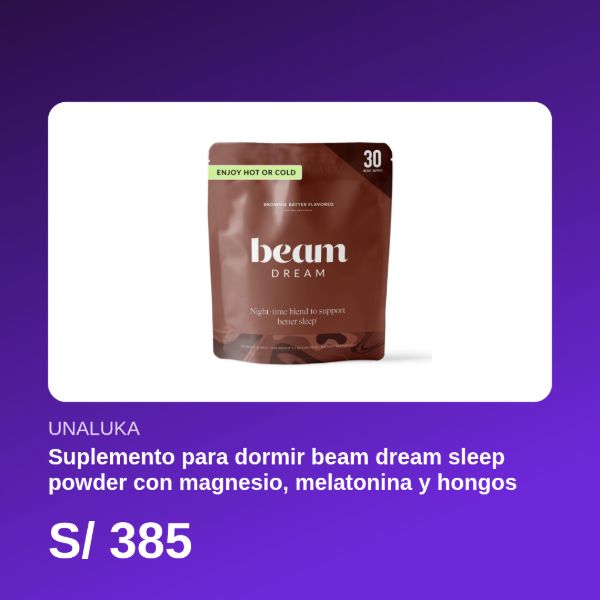 ENJOY HOT OR COLD
30
BROWNIE BATTER FLAVORED
beam
DREAM
Night-time blend to support
better sleep
UNALUKA
Suplemento para dormir beam dream sleep
powder con magnesio, melatonina y hongos
S/ 385